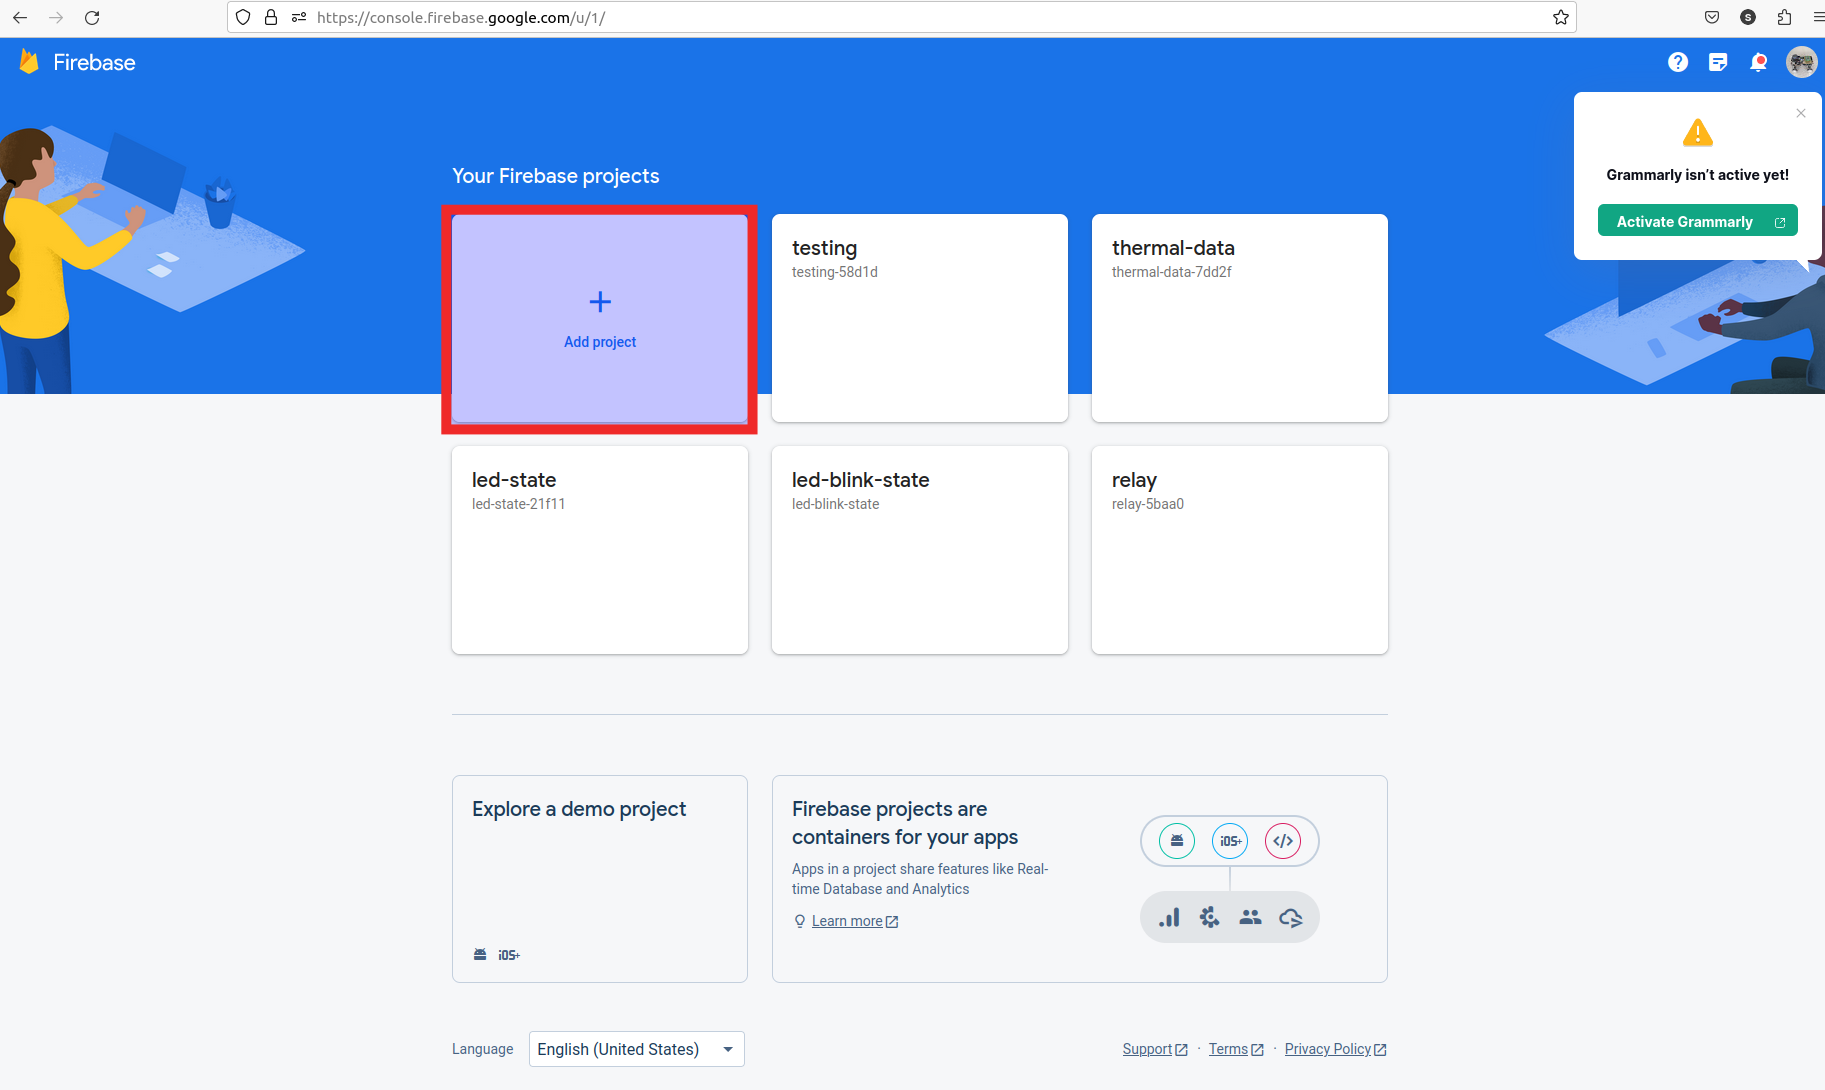 https://console.firebase.google.com/u/1/
S
Firebase
Grammarly isn't active yet!
Activate Grammarly
Your Firebase projects
Add project
testing
testing-58d1d
thermal-data
thermal-data-7dd2f
led-state
led-state-21f11
led-blink-state
led-blink-state
relay
relay-5baa0
Explore a demo project
iOS+
Firebase projects are
containers for your apps
Apps in a project share features like Real-
time Database and Analytics
Learn more
iOS+
Language
English (United States)
Support · Terms · Privacy Policy